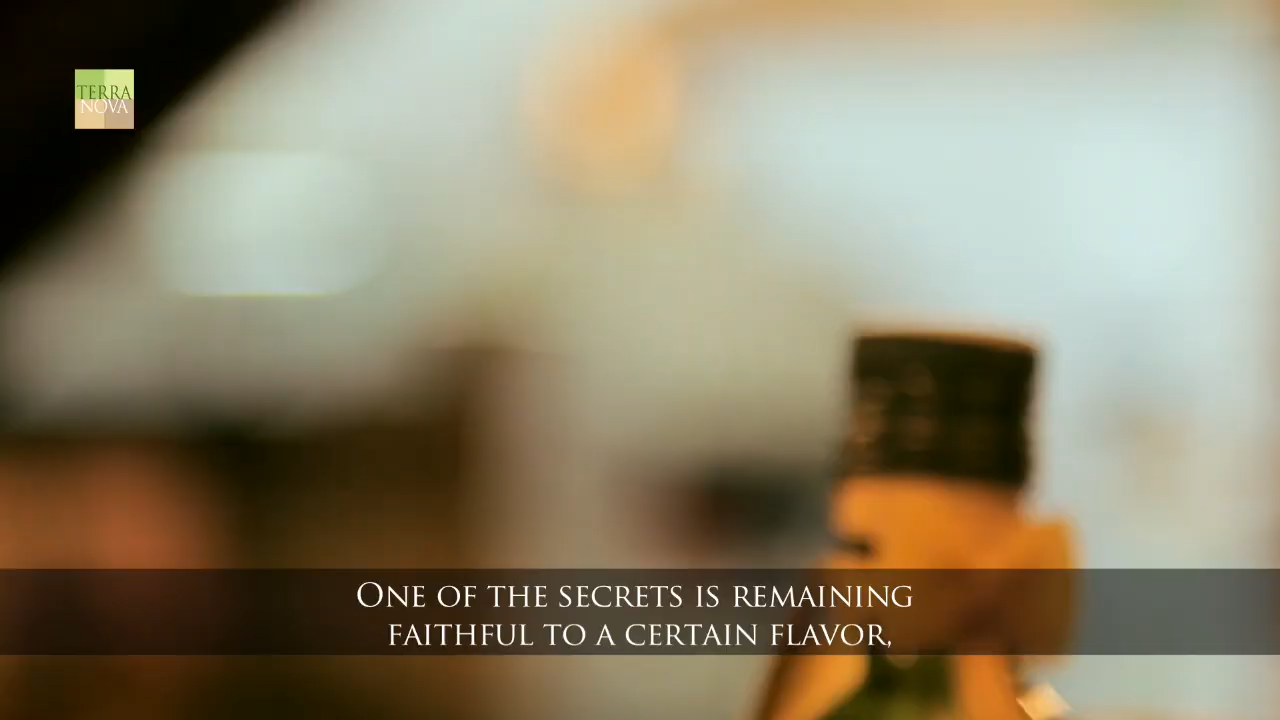 TERRA
NOVA
ONE OF THE SECRETS IS REMAINING
FAITHFUL TO A CERTAIN FLAVOR,